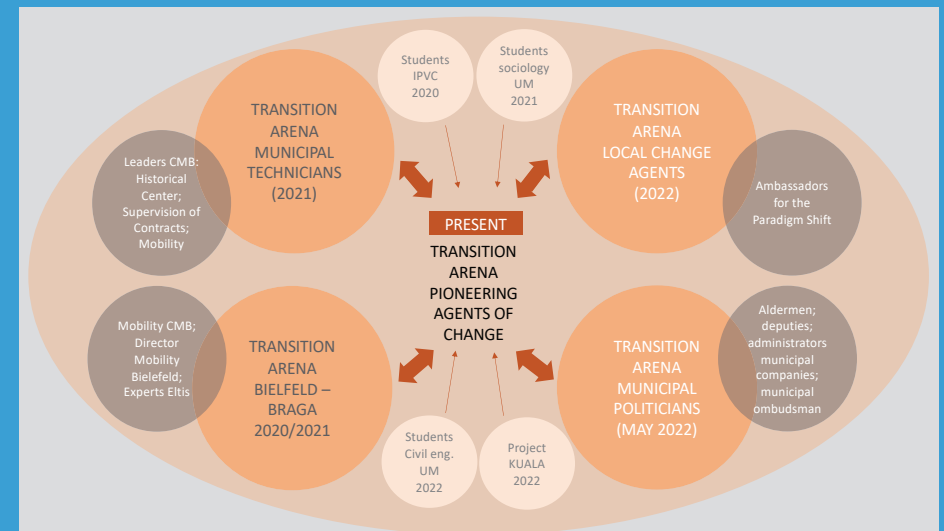 Students
IPVC
2020
Students
sociology
UM
2021
TRANSITION
ARENA
MUNICIPAL
TECHNICIANS
(2021)
TRANSITION
ARENA
LOCAL CHANGE
AGENTS
(2022)
Leaders CMB:
Historical
Center;
Supervision of
Contracts;
Mobility
Ambassadors
for the
Paradigm Shift
PRESENT
TRANSITION
ARENA
PIONEERING
AGENTS OF
CHANGE
Mobility CMB;
Director
Mobility
Bielefeld;
Experts Eltis
TRANSITION
ARENA
BIELFELD –
BRAGA
2020/2021
TRANSITION
ARENA
MUNICIPAL
POLITICIANS
(MAY 2022)
Aldermen;
deputies;
administrators
municipal
companies;
municipal
ombudsman
Students
Civil eng.
UM
2022
Project
KUALA
2022